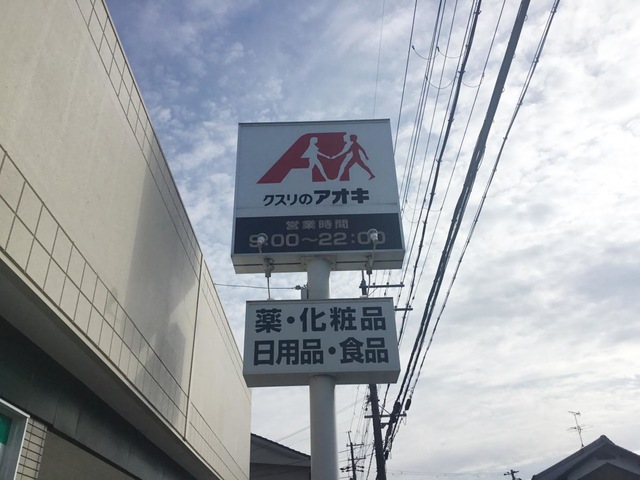 クスリのアオキ
営業時間
9:00〜22:00
薬・化粧品
日用品・食品